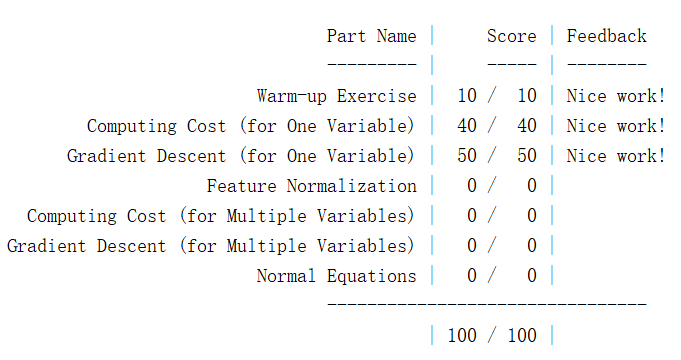 Part Name | Score | Feedback
--------- | ----- | --------
Warm-up Exercise | 10 / 10 | Nice work!
Computing Cost (for One Variable) | 40 / 40 | Nice work!
Gradient Descent (for One Variable) | 50 / 50 | Nice work!
Feature Normalization | 0 / 0 |
Computing Cost (for Multiple Variables) | 0 / 0 |
Gradient Descent (for Multiple Variables) | 0 / 0 |
Normal Equations | 0 / 0 |
--------------------------------
| 100 / 100 |